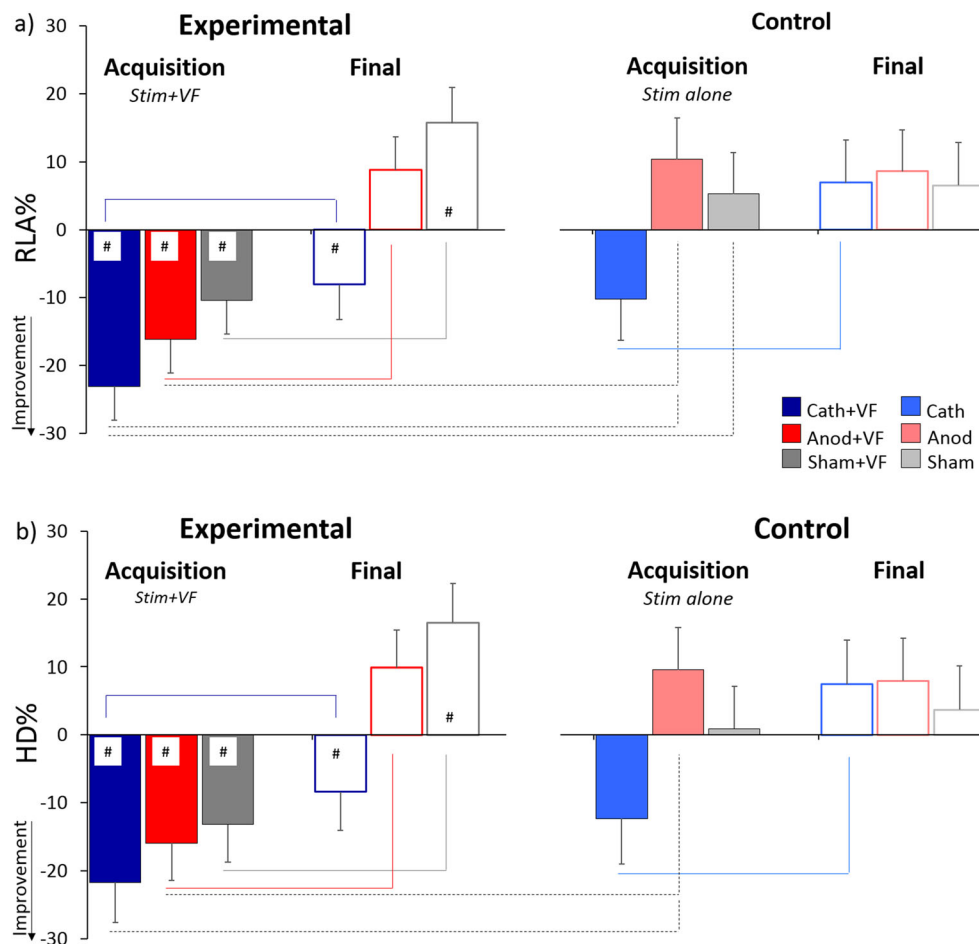 a)
Experimental
Control
Acquisition
Final
Acquisition
Final
Stim+VF
Stim alone
30
20
10
0
-10
-20
-30
RLA%
Improvement
#
#
#
#
#
Cath+VF
Cath
Anod+VF
Anod
Sham+VF
Sham
b)
Experimental
Control
Acquisition
Final
Acquisition
Final
Stim+VF
Stim alone
30
20
10
0
-10
-20
-30
HD%
Improvement
#
#
#
#
#